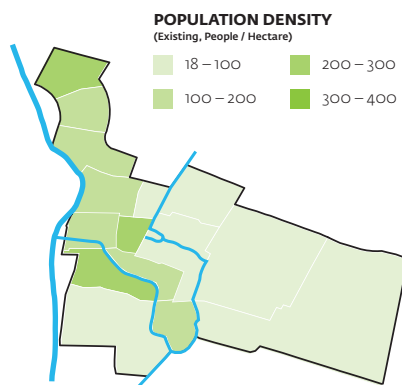 POPULATION DENSITY
(Existing, People / Hectare)
18 – 100
200 – 300
100 – 200
300 – 400